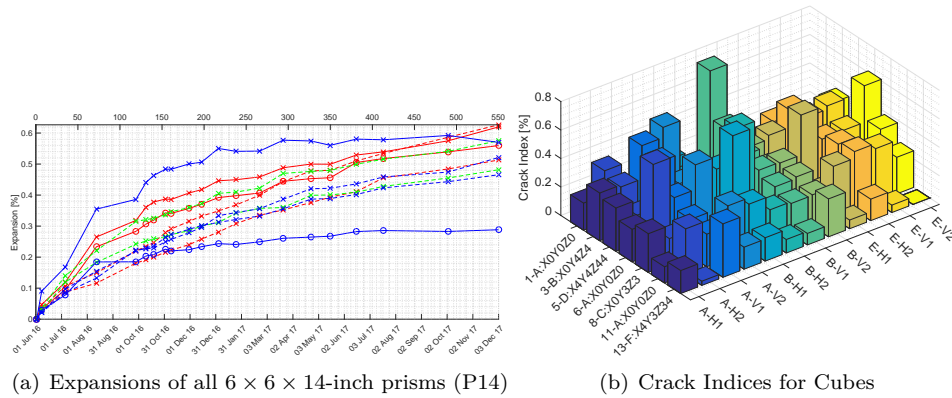 0 50 100 150 200 250 300 350 400 450 500 550
0.6
0.5
0.4
0.3
0.2
0.1
0
Expansion [%]
01 Jun 16
01 Jul 16
01 Aug 16
31 Aug 16
01 Oct 16
31 Oct 16
01 Dec 16
31 Dec 16
31 Jan 17
03 Mar 17
02 Apr 17
03 May 17
02 Jun 17
03 Jul 17
02 Aug 17
02 Sep 17
02 Oct 17
02 Nov 17
03 Dec 17
(a) Expansions of all 6 × 6 × 14-inch prisms (P14)
0.8
0.6
0.4
0.2
0
Crack Index [%]
1-A:X0Y0Z0
3-B:X0Y4Z4
5-D:X4Y4Z44
6-A:X0Y0Z0
8-C:X0Y3Z3
11-A:X0Y0Z0
13-F:X4Y3Z34
A-H1
A-H2
A-V1
A-V2
B-H1
B-H2
B-V1
B-V2
E-H1
E-H2
E-V1
E-V2
(b) Crack Indices for Cubes